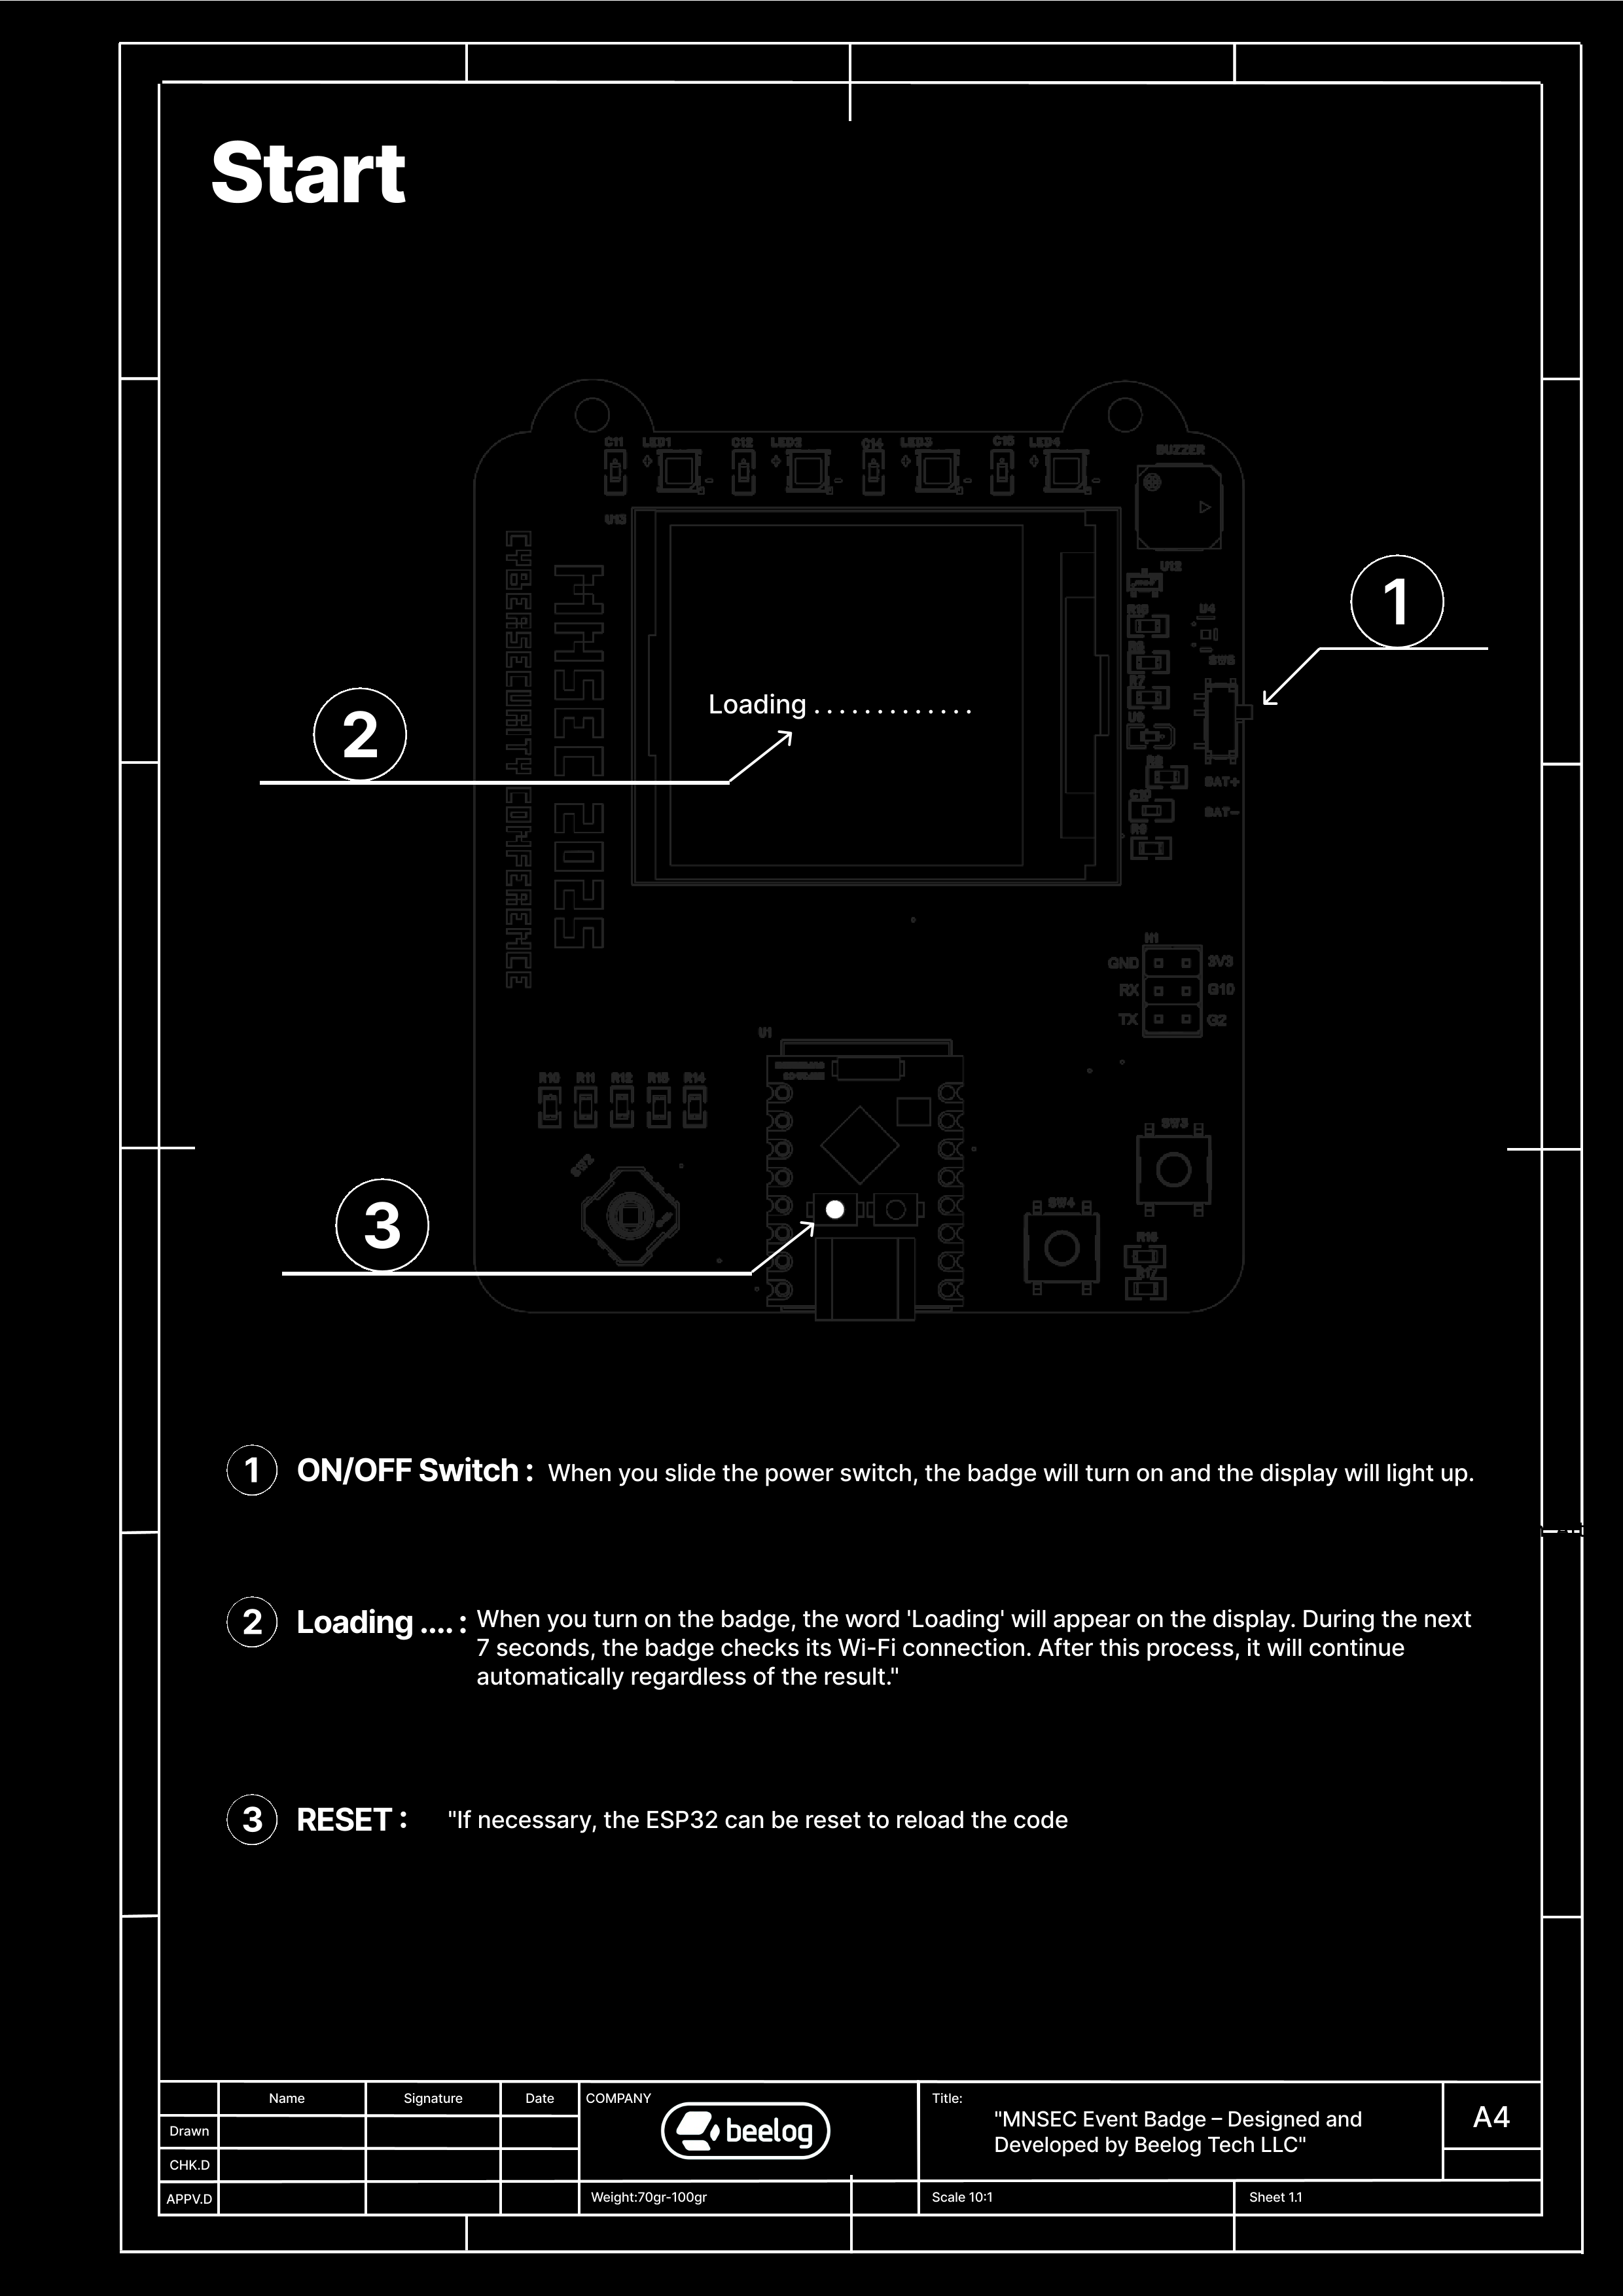 Start
C11
LED1
C12
LED2
C14
LED3
C15
LED4
BUZZER
U13
U12
U4
SW6
R7
U9
BAT+
BAT-
R9
CYBERSECURITY CONFERENCE
MNSEC 2025
1
2
Loading .............
H1
GND
3V3
RX
G10
TX
G2
U1
R10
R11
R12
R14
SW2
SW3
SW4
R16
R17
3
1 ON/OFF Switch : When you slide the power switch, the badge will turn on and the display will light up.
2 Loading .... : When you turn on the badge, the word 'Loading' will appear on the display. During the next
7 seconds, the badge checks its Wi-Fi connection. After this process, it will continue
automatically regardless of the result."
3 RESET : "If necessary, the ESP32 can be reset to reload the code
Name
Signature
Date
COMPANY
Drawn
CHK.D
APPV.D
beelog
Weight:70gr-100gr
Title:
"MNSEC Event Badge – Designed and
Developed by Beelog Tech LLC"
A4
Scale 10:1
Sheet 1.1